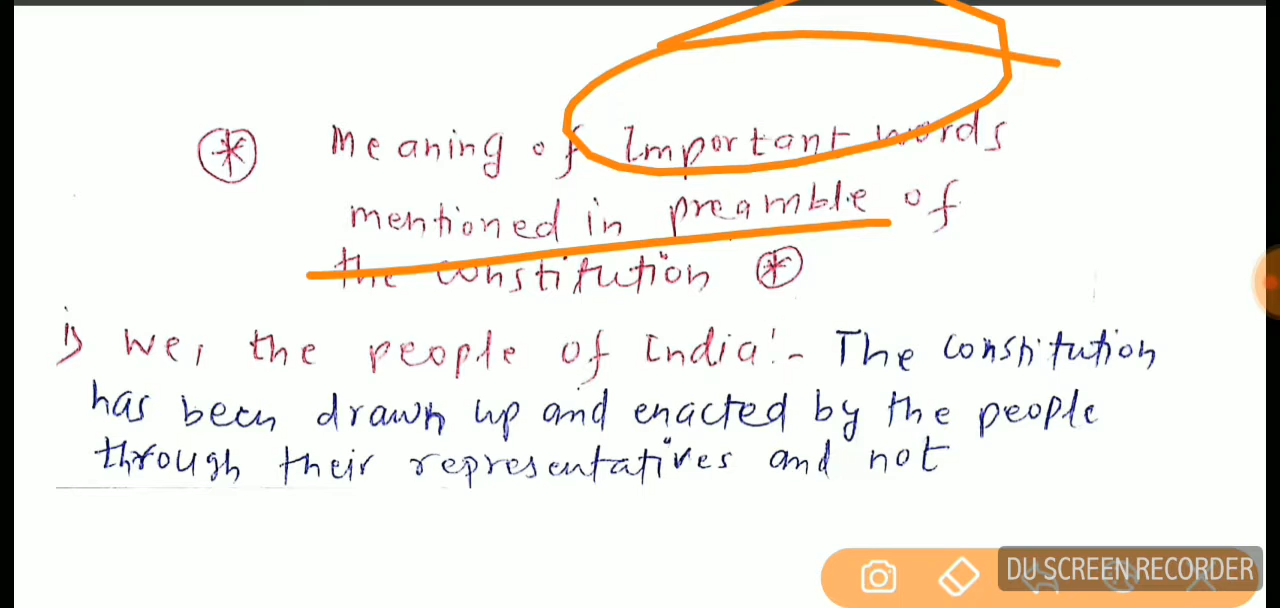 Meaning of Important words
mentioned in preamble of
the constitution
1) We, the people of India:- The constitution
has been drawn up and enacted by the people
through their representatives and not
DU SCREEN RECORDER